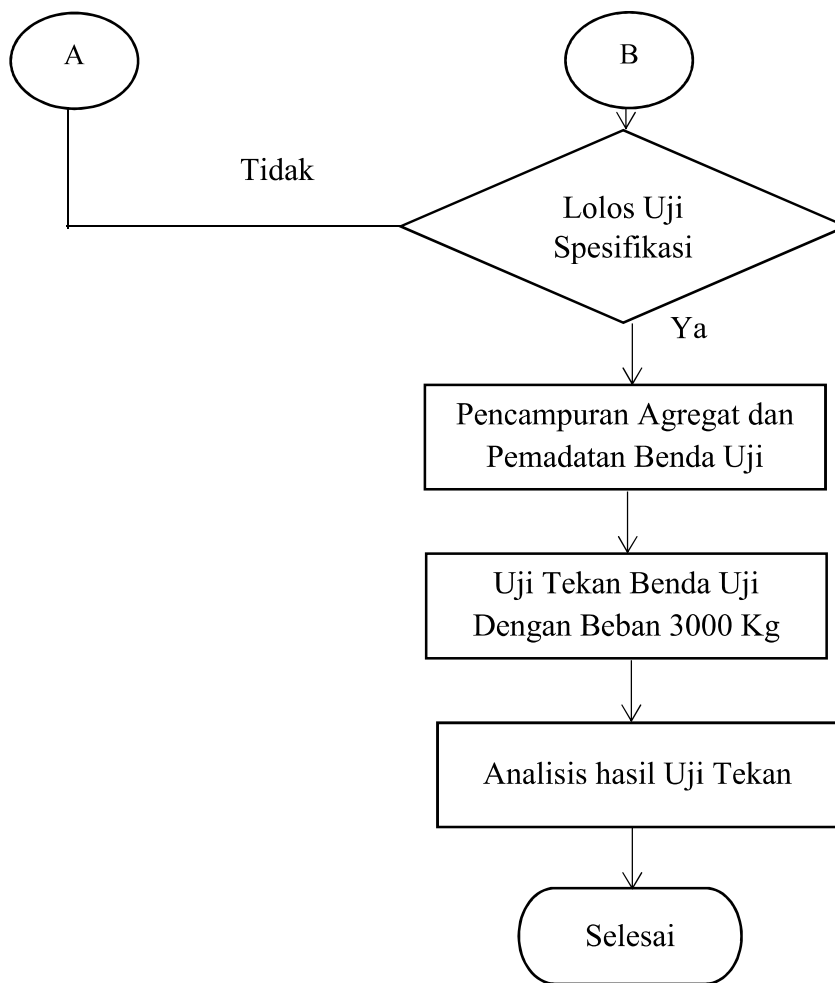 A
B
Tidak
Lolos Uji
Spesifikasi
Ya
Pencampuran Agregat dan
Pemadatan Benda Uji
Uji Tekan Benda Uji
Dengan Beban 3000 Kg
Analisis hasil Uji Tekan
Selesai